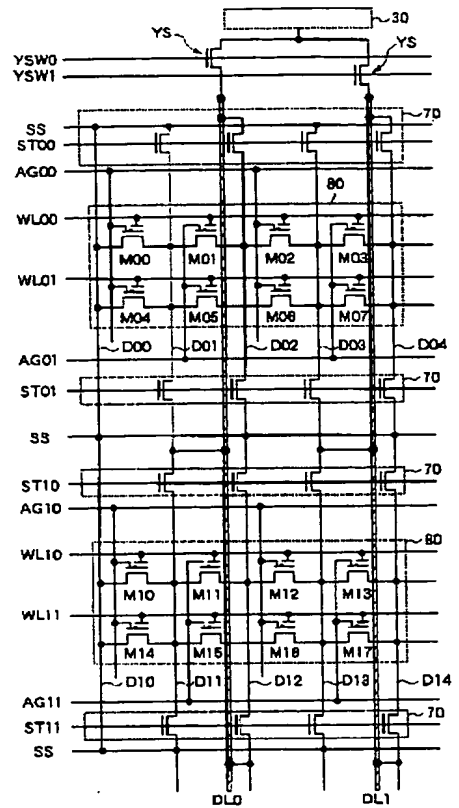 30
YS
YS
YSW0
YSW1
70
SS
ST00
AG00
80
WL00
M00 M01 M02 M03
WL01
M04 M05 M06 M07
D00 D01 D02 D03 D04
AG01
70
ST01
SS
70
ST10
AG10
80
WL10
M10 M11 M12 M13
WL11
M14 M15 M16 M17
D10 D11 D12 D13 D14
AG11
70
ST11
SS
DL0 DL1